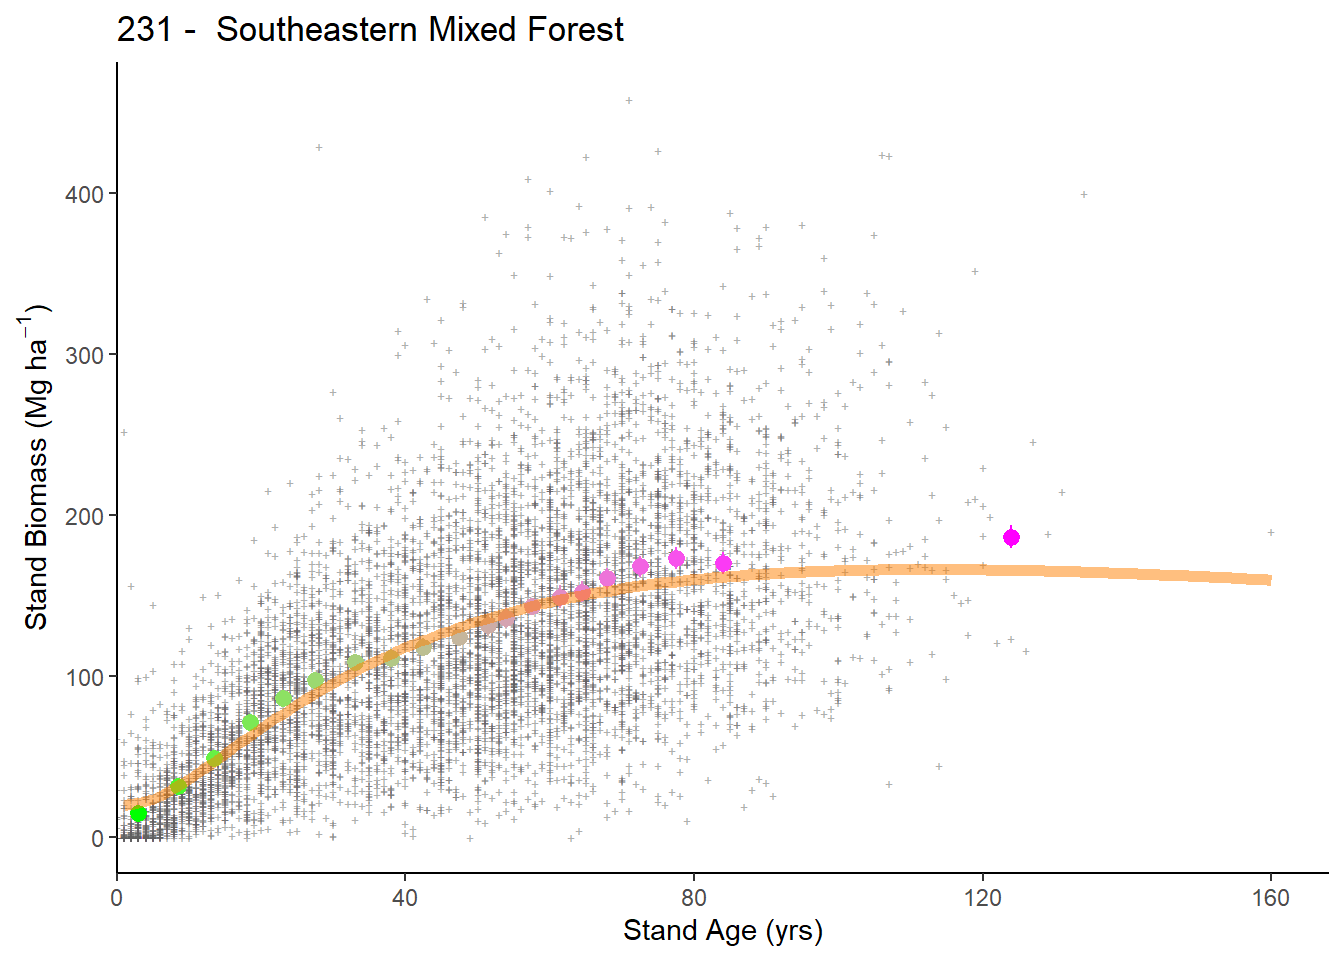 231 -  Southeastern Mixed Forest
Stand Biomass (Mg ha⁻¹)
400
300
200
100
0
0 40 80 120 160
Stand Age (yrs)